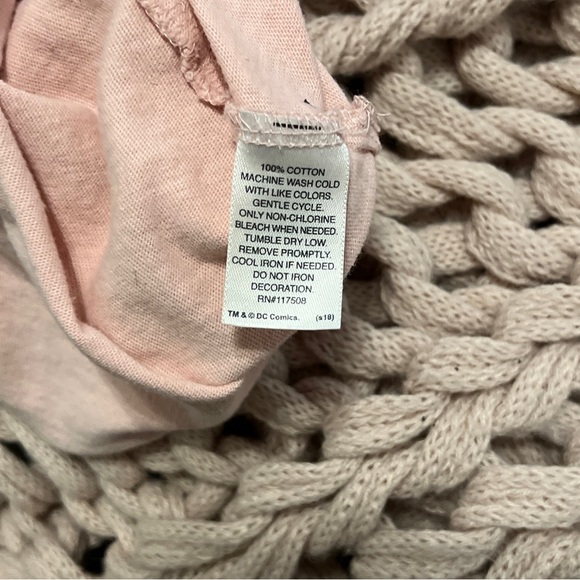 100% COTTON
MACHINE WASH COLD
WITH LIKE COLORS.
GENTLE CYCLE.
ONLY NON-CHLORINE
BLEACH WHEN NEEDED.
TUMBLE DRY LOW.
REMOVE PROMPTLY.
COOL IRON IF NEEDED.
DO NOT IRON
DECORATION.
RN#117508
TM & © DC Comics. (s18)